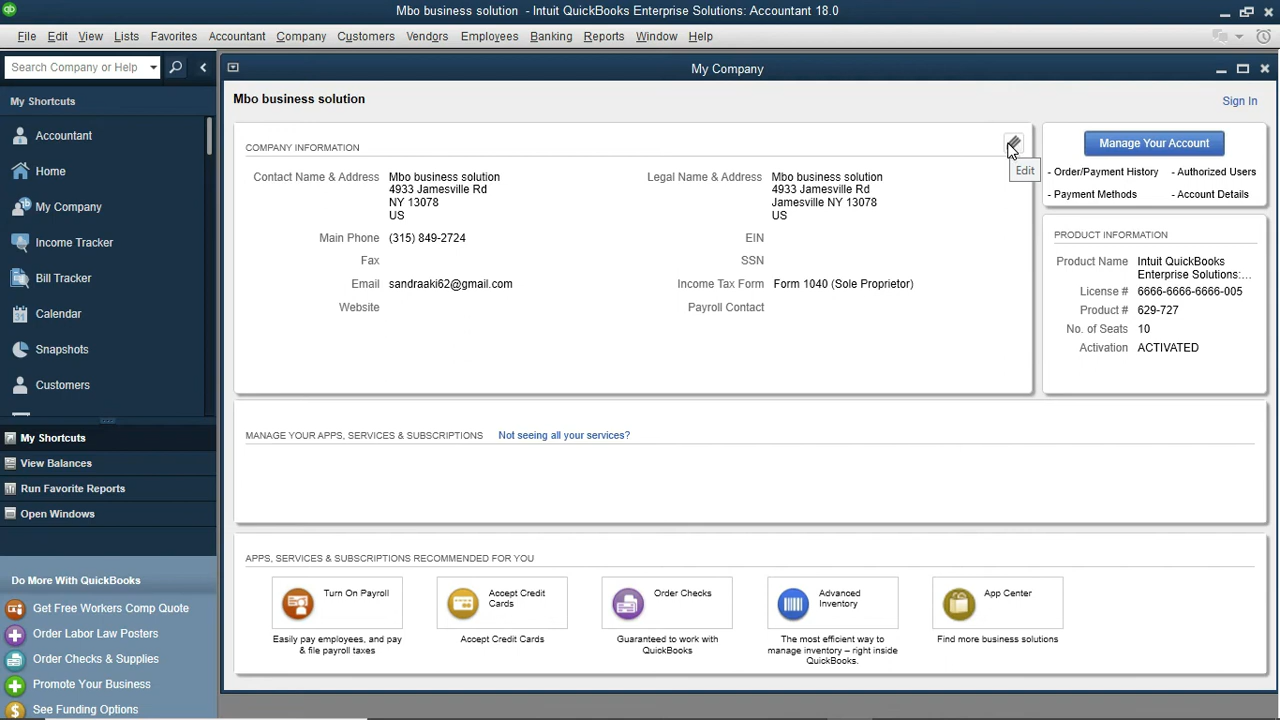 Mbo business solution - Intuit QuickBooks Enterprise Solutions: Accountant 18.0
File Edit View Lists Favorites Accountant Company Customers Vendors Employees Banking Reports Window Help
Search Company or Help
My Shortcuts
Accountant
Home
My Company
Income Tracker
Bill Tracker
Calendar
Snapshots
Customers
My Shortcuts
View Balances
Run Favorite Reports
Open Windows
Do More With QuickBooks
Get Free Workers Comp Quote
Order Labor Law Posters
Order Checks & Supplies
Promote Your Business
See Funding Options
My Company
Mbo business solution
Sign In
COMPANY INFORMATION
Edit
Contact Name & Address Mbo business solution
4933 Jamesville Rd
NY 13078
US
Main Phone (315) 849-2724
Fax
Email sandraaki62@gmail.com
Website
Legal Name & Address Mbo business solution
4933 Jamesville Rd
Jamesville NY 13078
US
EIN
SSN
Income Tax Form Form 1040 (Sole Proprietor)
Payroll Contact
Manage Your Account
- Order/Payment History - Authorized Users
- Payment Methods - Account Details
PRODUCT INFORMATION
Product Name Intuit QuickBooks
Enterprise Solutions:...
License # 6666-6666-6666-005
Product # 629-727
No. of Seats 10
Activation ACTIVATED
MANAGE YOUR APPS, SERVICES & SUBSCRIPTIONS Not seeing all your services?
APPS, SERVICES & SUBSCRIPTIONS RECOMMENDED FOR YOU
Turn On Payroll
Easily pay employees, and pay
& file payroll taxes
Accept Credit
Cards
Accept Credit Cards
Order Checks
Guaranteed to work with
QuickBooks
Advanced
Inventory
The most efficient way to
manage inventory – right inside
QuickBooks.
App Center
Find more business solutions